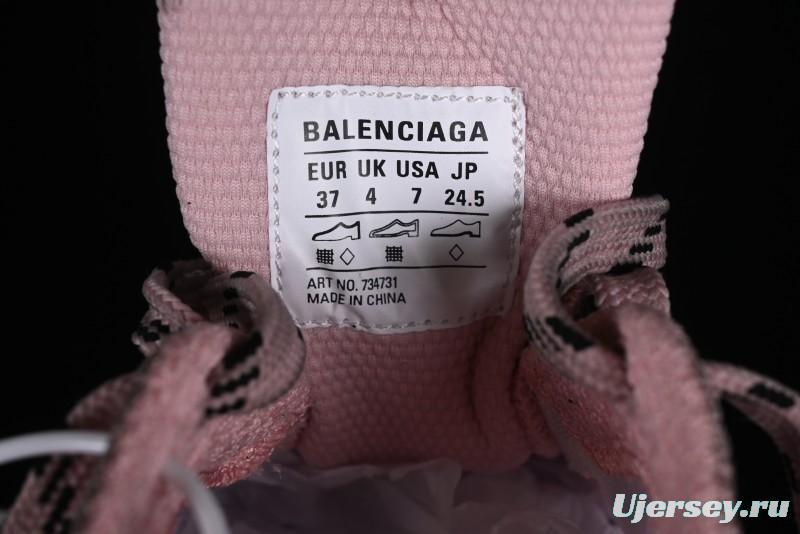 BALENCIAGA
EUR UK USA JP
37 4 7 24.5
ART NO. 734731
MADE IN CHINA
Ujersey.ru